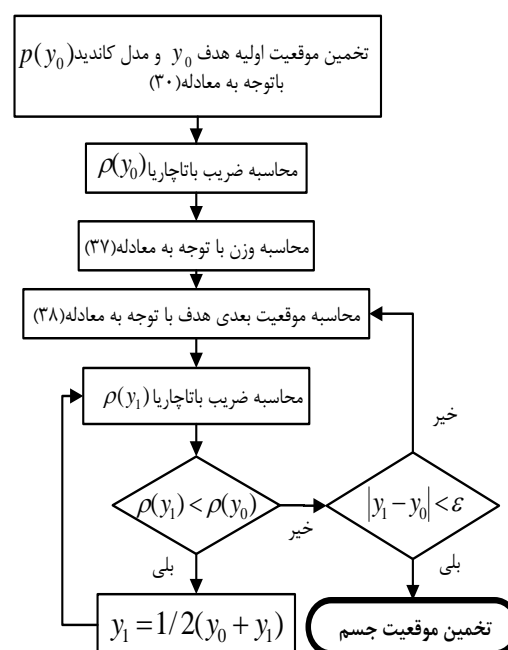 تخمین موقعیت اولیه هدف y₀ و مدل کاندید p(y₀)
باتوجه به معادله(۳۰)
محاسبه ضریب باتاچاریا ρ(y₀)
محاسبه وزن با توجه به معادله(۳۷)
محاسبه موقعیت بعدی هدف با توجه به معادله(۳۸)
محاسبه ضریب باتاچاریا ρ(y₁)
خیر
ρ(y₁) < ρ(y₀)
خیر
|y₁ − y₀| < ε
بلی
بلی
y₁ = 1/2(y₀ + y₁)
تخمین موقعیت جسم